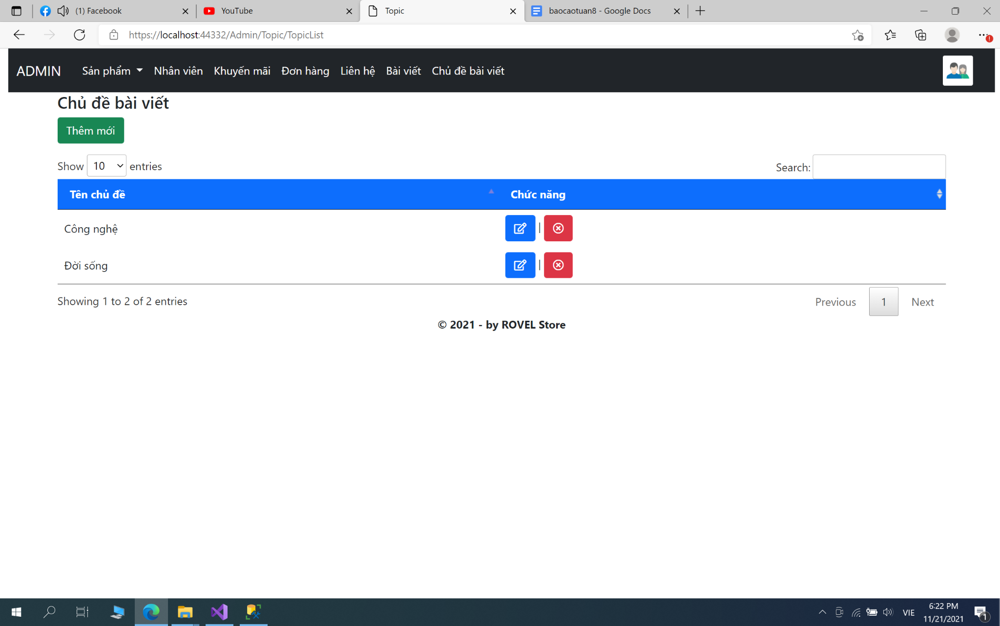 (1) Facebook
YouTube
Topic
baocaotuan8 - Google Docs
https://localhost:44332/Admin/Topic/TopicList
ADMIN
Sản phẩm Nhân viên Khuyến mãi Đơn hàng Liên hệ Bài viết Chủ đề bài viết
Chủ đề bài viết
Thêm mới
Show 10 entries
Search:
Tên chủ đề
Chức năng
Công nghệ
|
Đời sống
|
Showing 1 to 2 of 2 entries
Previous 1 Next
© 2021 - by ROVEL Store
VIE
6:22 PM
11/21/2021
1